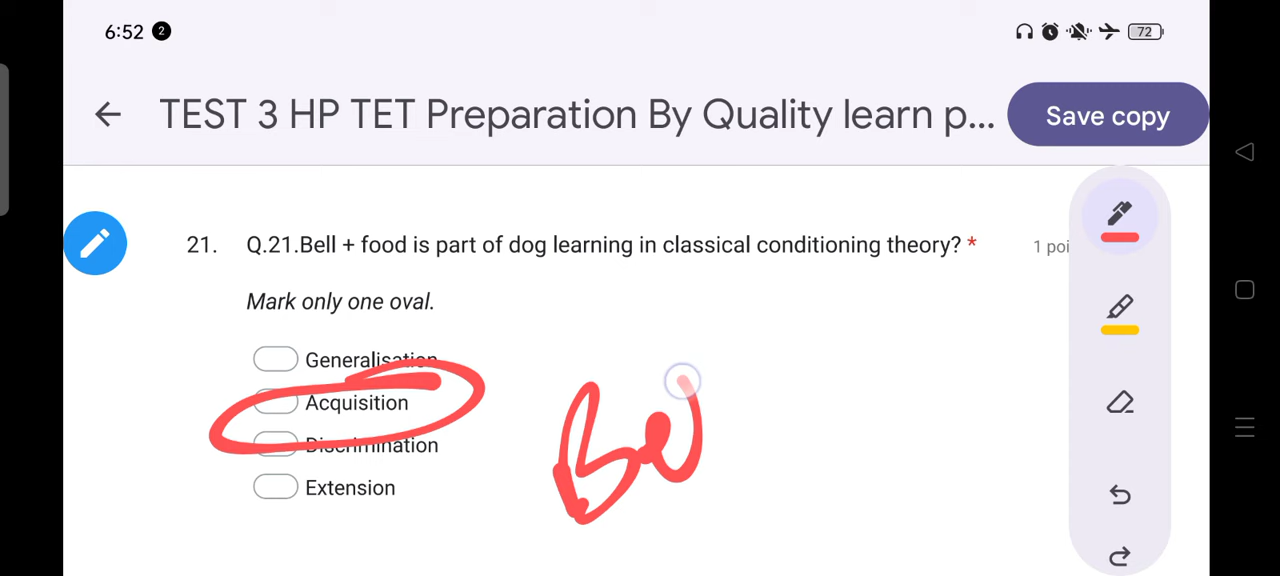 6:52 2 72
TEST 3 HP TET Preparation By Quality learn p... Save copy
21. Q.21.Bell + food is part of dog learning in classical conditioning theory? * 1 poi
Mark only one oval.
Generalisation
Acquisition
Discrimination
Extension
Be